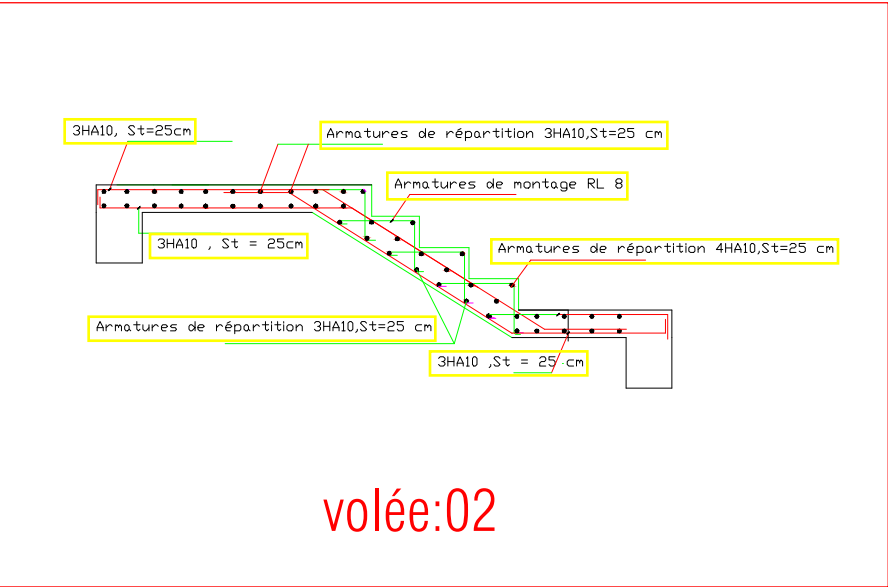 3HA10, St=25cm
Armatures de répartition 3HA10,St=25 cm
Armatures de montage RL 8
3HA10 , St = 25cm
Armatures de répartition 4HA10,St=25 cm
Armatures de répartition 3HA10,St=25 cm
3HA10 ,St = 25 cm
volée:02